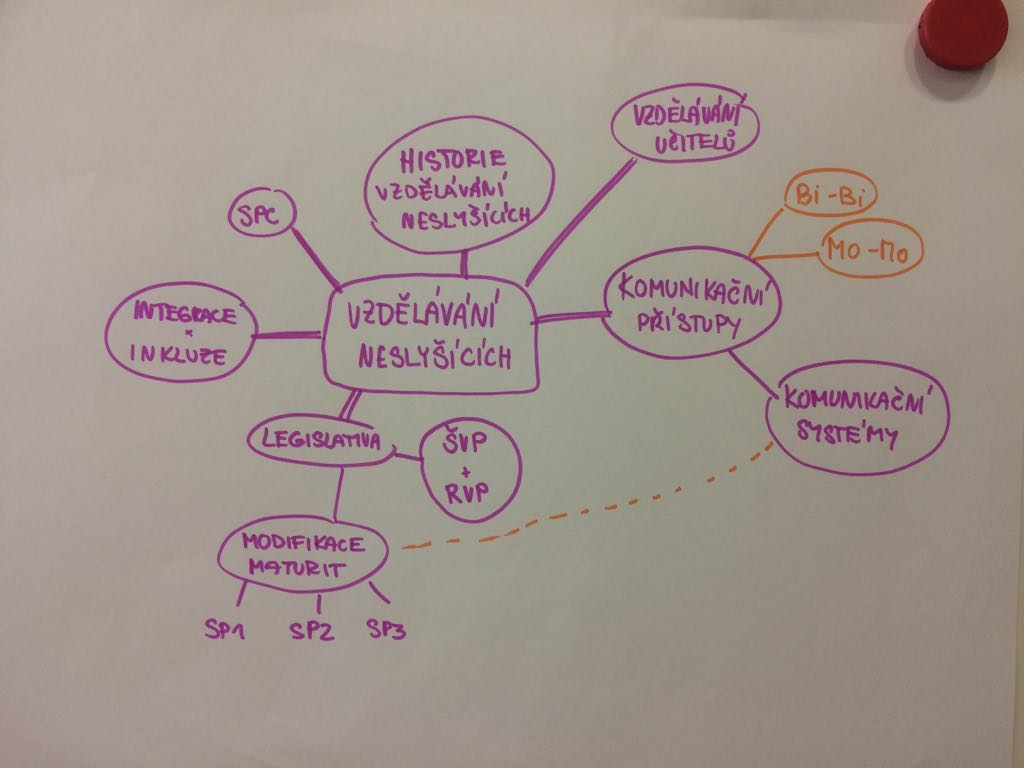 VZDĚLÁVÁNÍ
UČITELŮ
HISTORIE
VZDĚLÁVÁNÍ
NESLYŠÍCÍCH
SPC
Bi-Bi
MO-MO
KOMUNIKAČNÍ
PŘÍSTUPY
VZDĚLÁVÁNÍ
NESLYŠÍCÍCH
INTEGRACE
×
INKLUZE
KOMUNIKAČNÍ
SYSTÉMY
LEGISLATIVA
ŠVP
+
RVP
MODIFIKACE
MATURIT
SP1 SP2 SP3